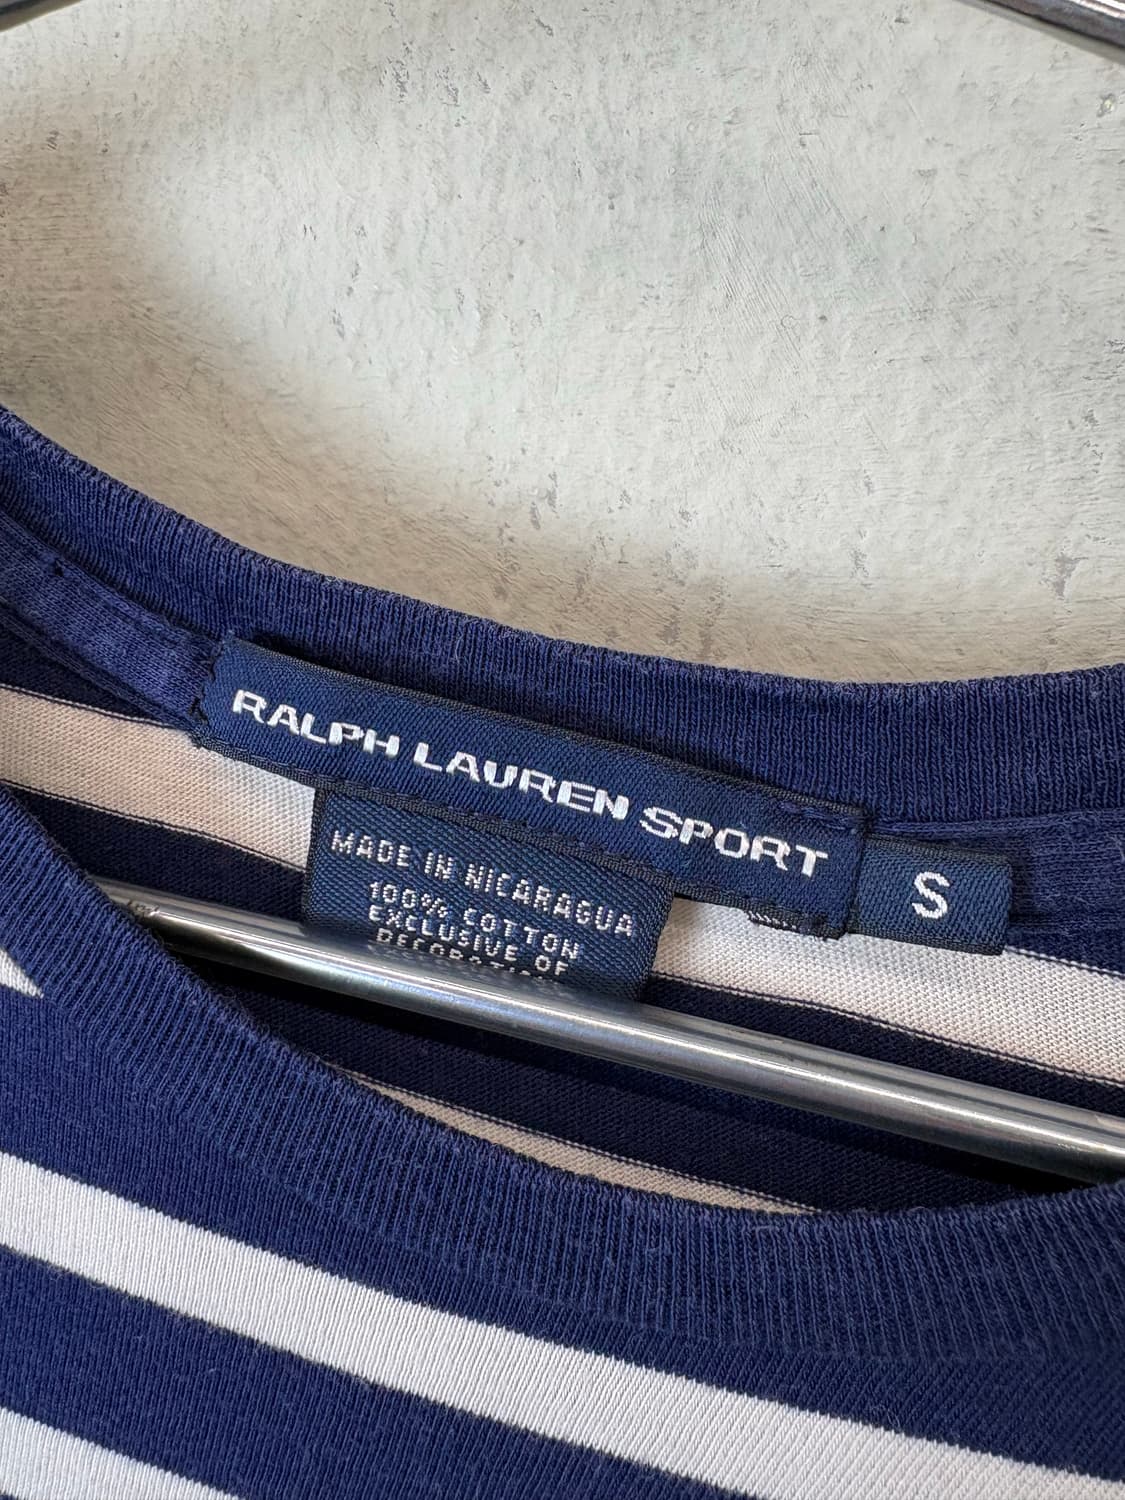 RALPH LAUREN SPORT
S
MADE IN NICARAGUA
100% COTTON
EXCLUSIVE OF